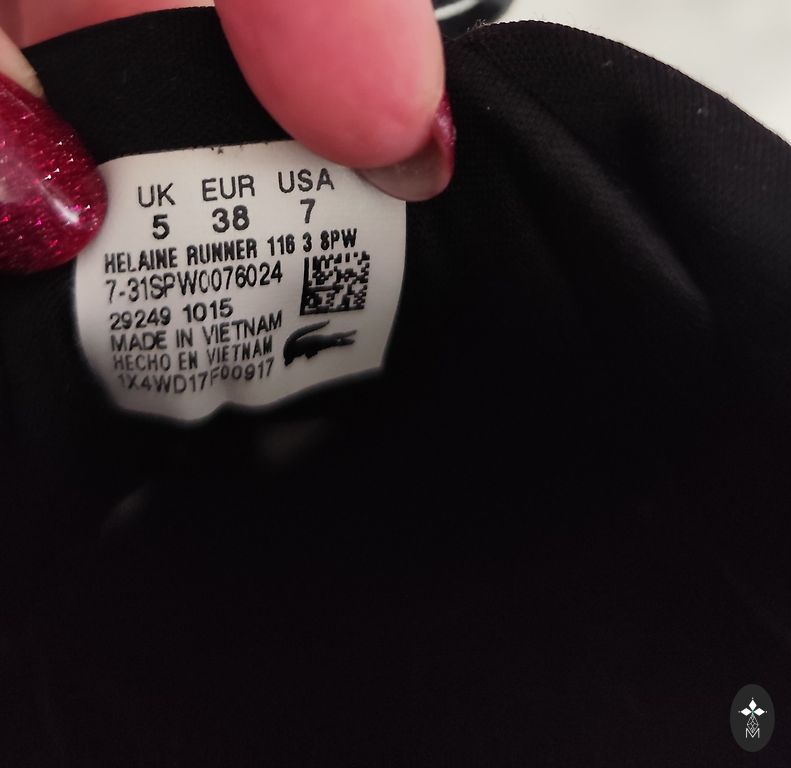 UK EUR USA
5 38 7
HELAINE RUNNER 116 3 SPW
7-31SPW0076024
29249 1015
MADE IN VIETNAM
HECHO EN VIETNAM
1X4WD17F00917
M